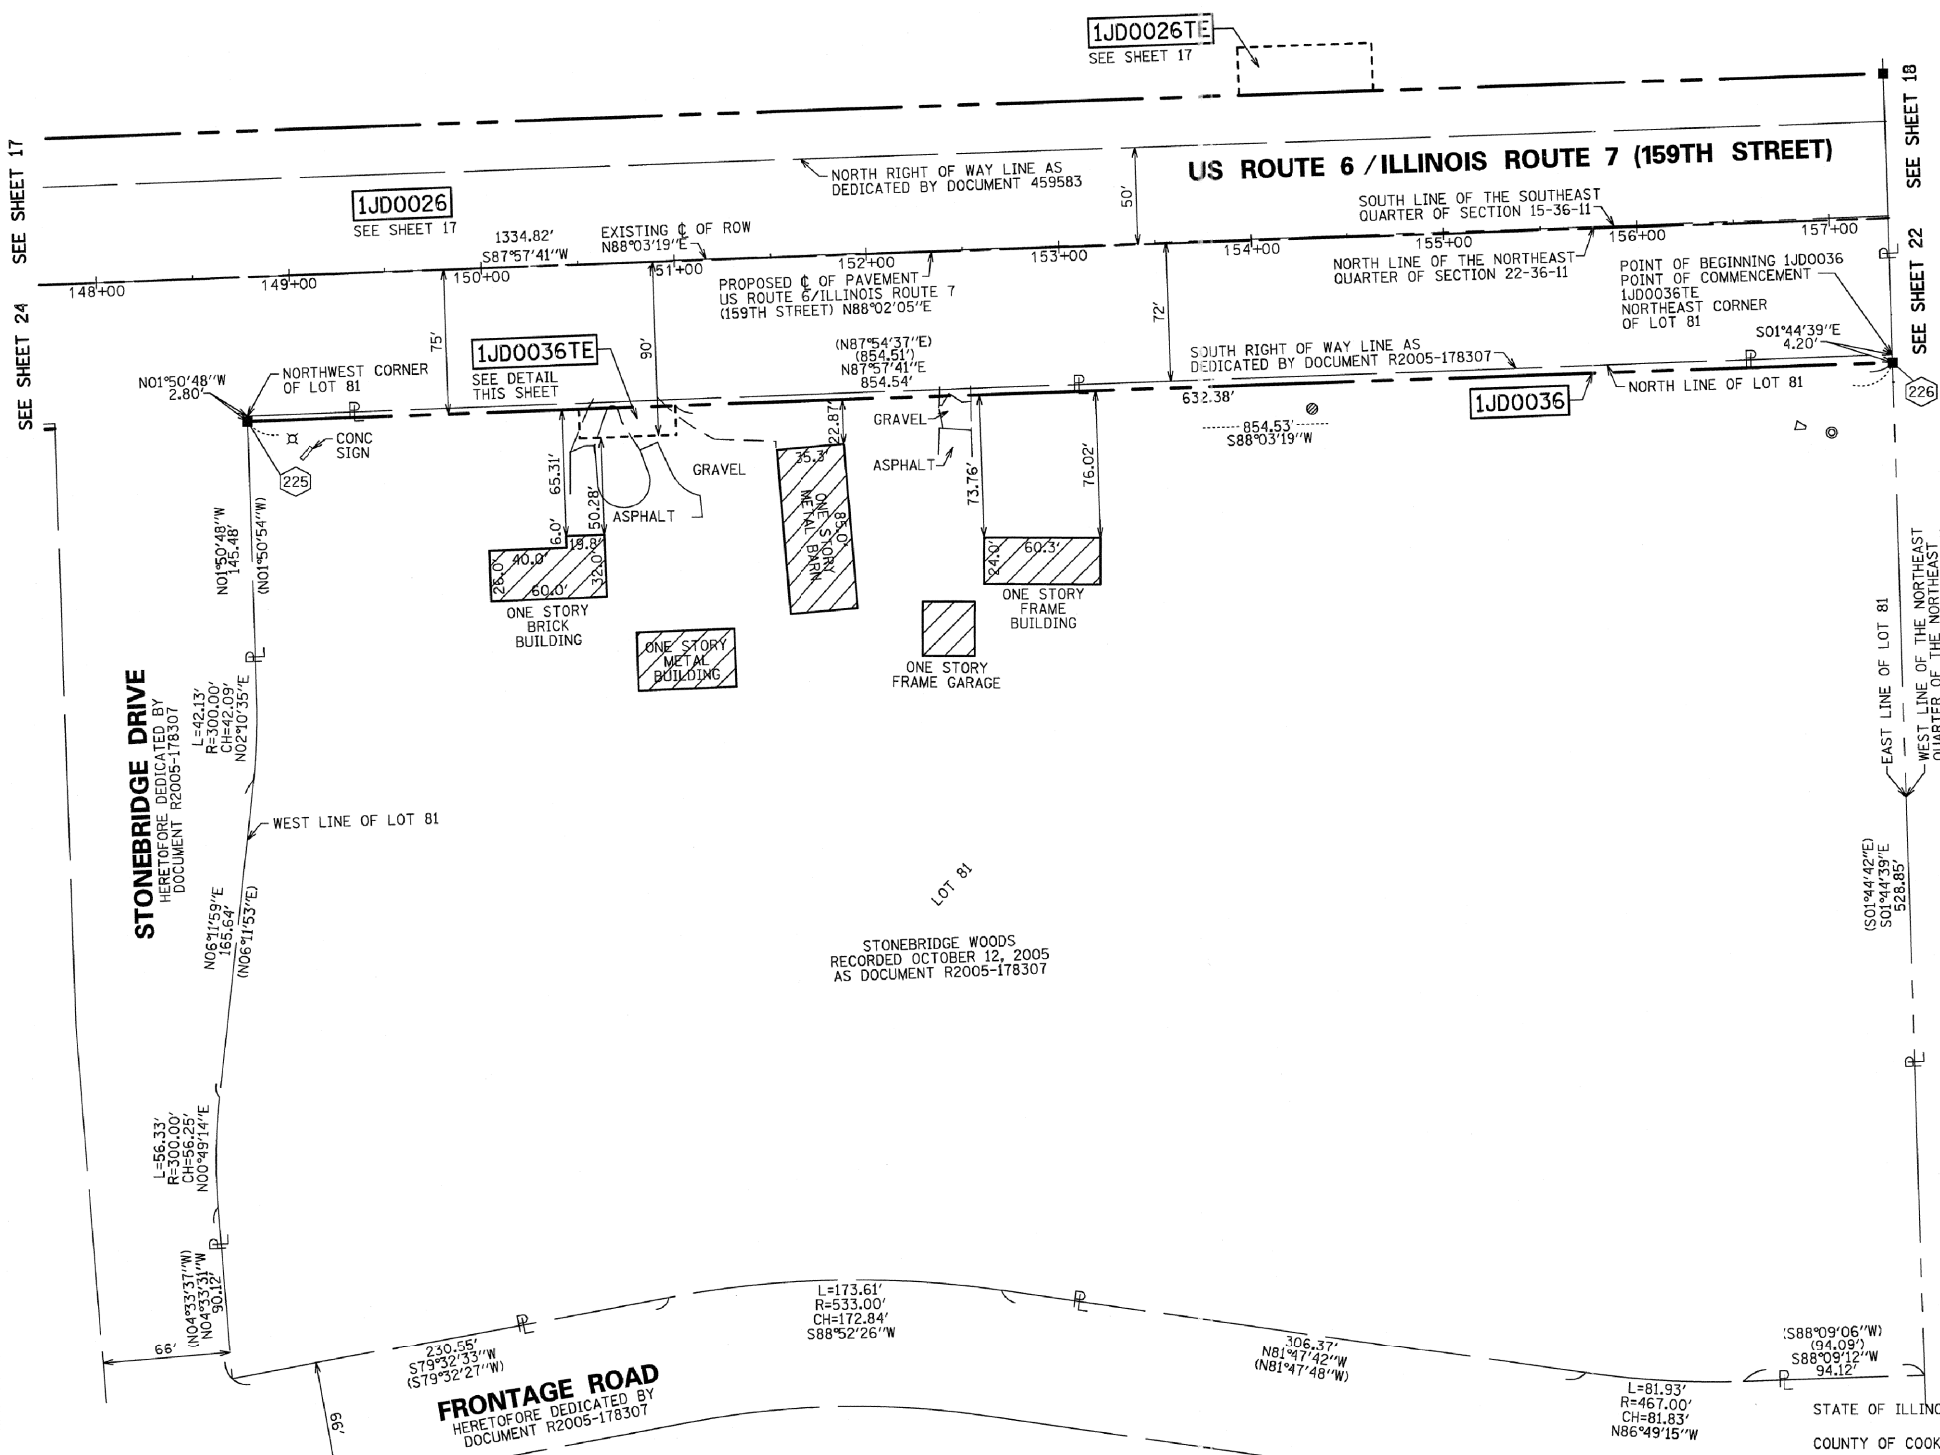 1JD0026TE
SEE SHEET 17
SEE SHEET 18
SEE SHEET 17
US ROUTE 6 / ILLINOIS ROUTE 7 (159TH STREET)
NORTH RIGHT OF WAY LINE AS
DEDICATED BY DOCUMENT 459583
50'
1JD0026
SEE SHEET 17
SOUTH LINE OF THE SOUTHEAST
QUARTER OF SECTION 15-36-11
1334.82'
S87°57'41"W
EXISTING ℄ OF ROW
N88°03'19"E
148+00
149+00
150+00
151+00
152+00
153+00
154+00
155+00
156+00
157+00
PROPOSED ℄ OF PAVEMENT
US ROUTE 6/ILLINOIS ROUTE 7
(159TH STREET) N88°02'05"E
NORTH LINE OF THE NORTHEAST
QUARTER OF SECTION 22-36-11
POINT OF BEGINNING 1JD0036
POINT OF COMMENCEMENT
1JD0036TE
NORTHEAST CORNER
OF LOT 81
S01°44'39"E
4.20'
SEE SHEET 22
SEE SHEET 24
75'
90'
72'
1JD0036TE
SEE DETAIL
THIS SHEET
(N87°54'37"E)
(854.51')
N87°57'41"E
854.54'
SOUTH RIGHT OF WAY LINE AS
DEDICATED BY DOCUMENT R2005-178307
NORTH LINE OF LOT 81
1JD0036
226
N01°50'48"W
2.80'
NORTHWEST CORNER
OF LOT 81
CONC
SIGN
225
632.38'
854.53'
S88°03'19"W
GRAVEL
ASPHALT
GRAVEL
ASPHALT
22.87'
65.31'
50.28'
73.76'
76.02'
6.0'
19.8'
40.0'
26.0'
32.0'
60.0'
ONE STORY
BRICK
BUILDING
35.3'
85.0'
ONE STORY
METAL BARN
ONE STORY
METAL
BUILDING
24.0'
60.3'
ONE STORY
FRAME
BUILDING
ONE STORY
FRAME GARAGE
N01°50'48"W
145.48'
(N01°50'54"W)
L=42.13'
R=300.00'
CH=42.09'
N02°10'35"E
STONEBRIDGE DRIVE
HERETOFORE DEDICATED BY
DOCUMENT R2005-178307
WEST LINE OF LOT 81
N06°11'59"E
165.64'
(N06°11'53"E)
LOT 81
STONEBRIDGE WOODS
RECORDED OCTOBER 12, 2005
AS DOCUMENT R2005-178307
EAST LINE OF LOT 81
WEST LINE OF THE NORTHEAST
QUARTER OF THE NORTHEAST
(S01°44'42"E)
S01°44'39"E
528.85'
L=56.33'
R=300.00'
CH=56.25'
N00°49'14"E
(N04°33'37"W)
N04°33'31"W
90.12'
66'
230.55'
S79°32'33"W
(S79°32'27"W)
L=173.61'
R=533.00'
CH=172.84'
S88°52'26"W
306.37'
N81°47'42"W
(N81°47'48"W)
(S88°09'06"W)
(94.09')
S88°09'12"W
94.12'
L=81.93'
R=467.00'
CH=81.83'
N86°49'15"W
FRONTAGE ROAD
HERETOFORE DEDICATED BY
DOCUMENT R2005-178307
66'
STATE OF ILLINO
COUNTY OF COOK